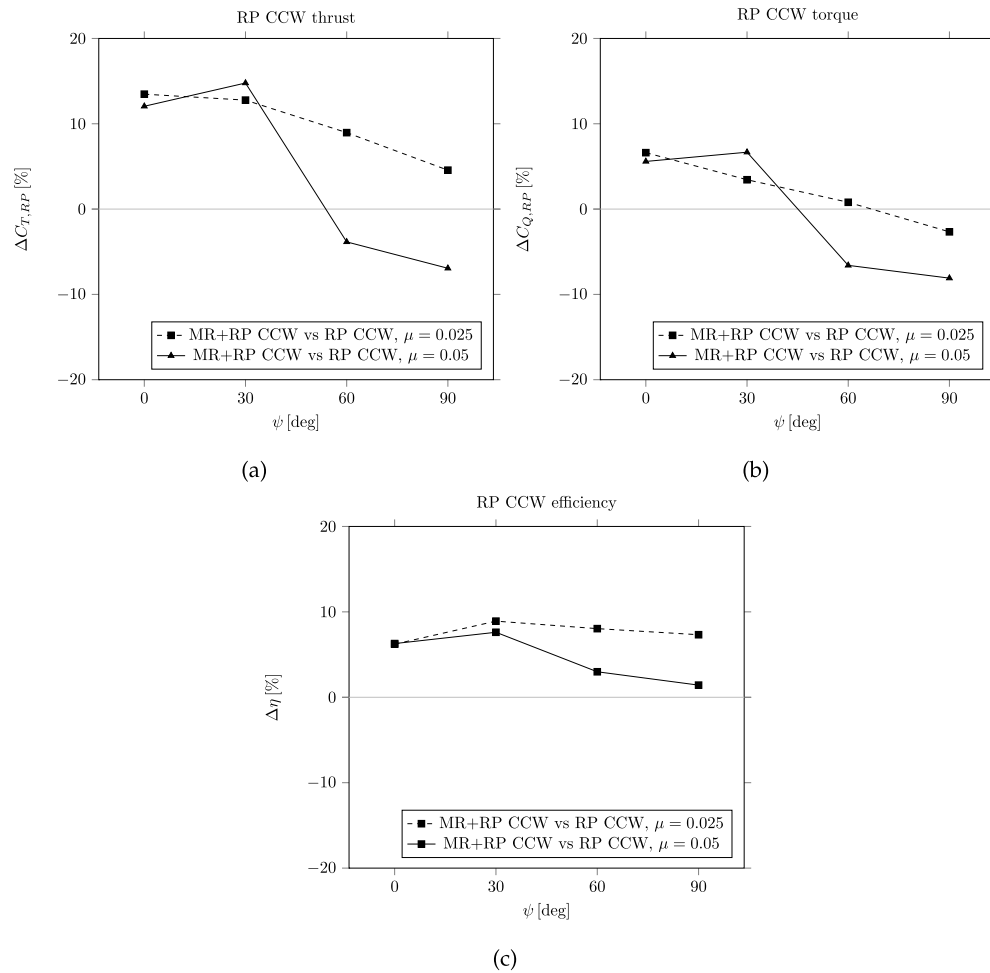 RP CCW thrust
20
10
0
−10
−20
ΔC_{T,RP} [%]
MR+RP CCW vs RP CCW, μ = 0.025
MR+RP CCW vs RP CCW, μ = 0.05
0 30 60 90
ψ [deg]
(a)
RP CCW torque
20
10
0
−10
−20
ΔC_{Q,RP} [%]
MR+RP CCW vs RP CCW, μ = 0.025
MR+RP CCW vs RP CCW, μ = 0.05
0 30 60 90
ψ [deg]
(b)
RP CCW efficiency
20
10
0
−10
−20
Δη [%]
MR+RP CCW vs RP CCW, μ = 0.025
MR+RP CCW vs RP CCW, μ = 0.05
0 30 60 90
ψ [deg]
(c)